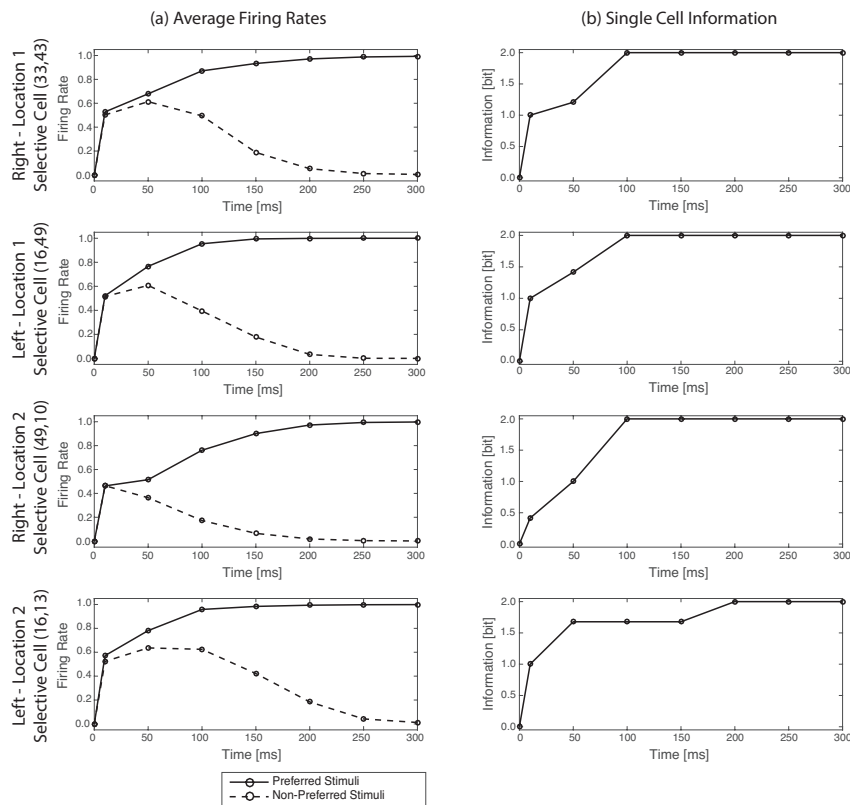 (a) Average Firing Rates
(b) Single Cell Information
Right - Location 1
Selective Cell (33,43)
Firing Rate
1.0
0.8
0.6
0.4
0.2
0.0
0 50 100 150 200 250 300
Time [ms]
Information [bit]
2.0
1.5
1.0
0.5
0.0
0 50 100 150 200 250 300
Time [ms]
Left - Location 1
Selective Cell (16,49)
Firing Rate
1.0
0.8
0.6
0.4
0.2
0.0
0 50 100 150 200 250 300
Time [ms]
Information [bit]
2.0
1.5
1.0
0.5
0.0
0 50 100 150 200 250 300
Time [ms]
Right - Location 2
Selective Cell (49,10)
Firing Rate
1.0
0.8
0.6
0.4
0.2
0.0
0 50 100 150 200 250 300
Time [ms]
Information [bit]
2.0
1.5
1.0
0.5
0.0
0 50 100 150 200 250 300
Time [ms]
Left - Location 2
Selective Cell (16,13)
Firing Rate
1.0
0.8
0.6
0.4
0.2
0.0
0 50 100 150 200 250 300
Time [ms]
Information [bit]
2.0
1.5
1.0
0.5
0.0
0 50 100 150 200 250 300
Time [ms]
Preferred Stimuli
Non-Preferred Stimuli